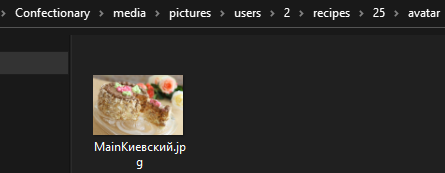 Confectionary > media > pictures > users > 2 > recipes > 25 > avatar
MainКиевский.jp
g